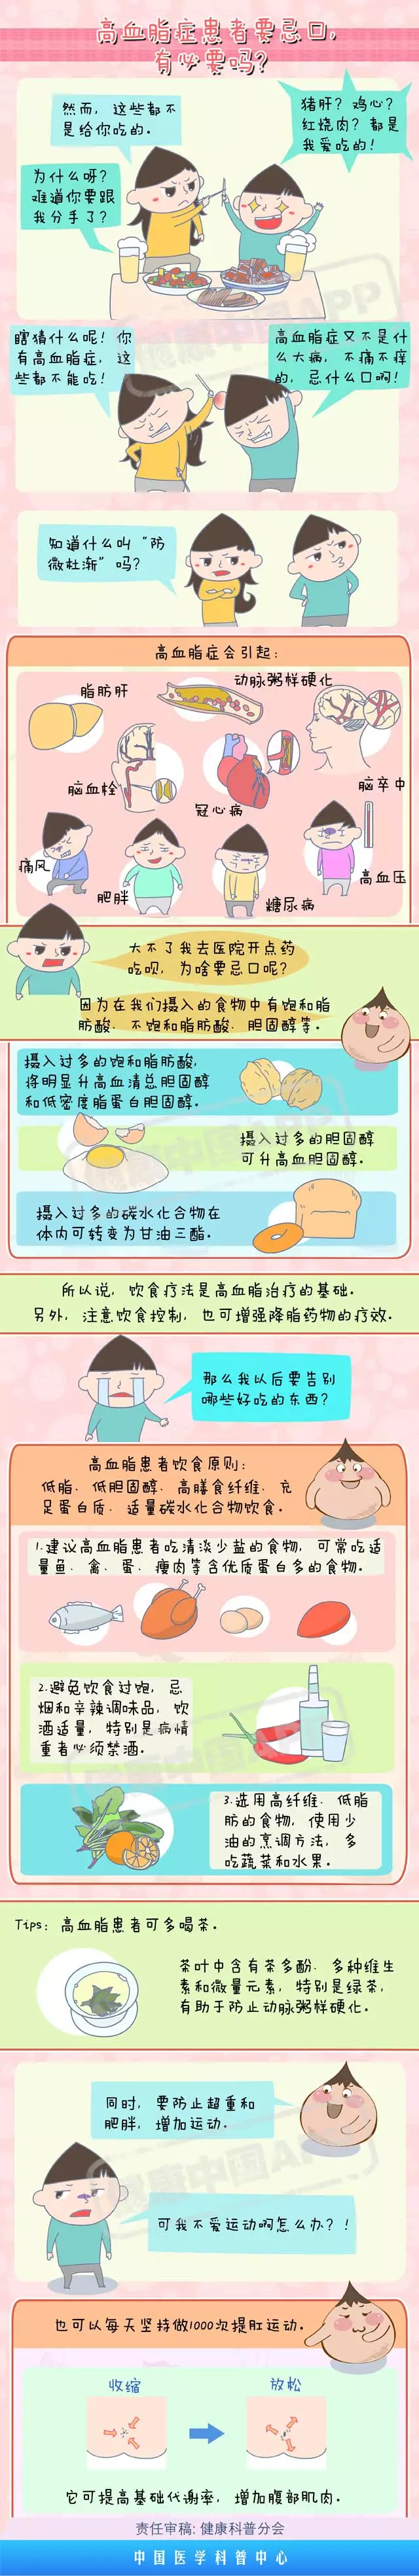 高血脂症患者要忌口,
有必要吗?
然而，这些都不
是给你吃的。
猪肝？鸡心？
红烧肉？都是
我爱吃的！
为什么呀？
难道你要跟
我分手了？
瞎猜什么呢！你
有高血脂症，这
些都不能吃！
高血脂症又不是什
么大病，不痛不痒
的，忌什么口啊！
知道什么叫“防
微杜渐”吗？
高血脂症会引起：
脂肪肝
动脉粥样硬化
脑血栓
冠心病
脑卒中
痛风
肥胖
糖尿病
高血压
大不了我去医院开点药
吃呗，为啥要忌口呢？
因为在我们摄入的食物中有饱和脂
肪酸、不饱和脂肪酸、胆固醇等。
摄入过多的饱和脂肪酸，
将明显升高血清总胆固醇
和低密度脂蛋白胆固醇。
摄入过多的胆固醇
可升高血胆固醇。
摄入过多的碳水化合物在
体内可转变为甘油三酯。
所以说，饮食疗法是高血脂治疗的基础。
另外，注意饮食控制，也可增强降脂药物的疗效。
那么我以后要告别
哪些好吃的东西？
高血脂患者饮食原则：
低脂、低胆固醇、高膳食纤维、充
足蛋白质、适量碳水化合物饮食。
1.建议高血脂患者吃清淡少盐的食物，可常吃适
量鱼、禽、蛋、瘦肉等含优质蛋白多的食物。
2.避免饮食过饱，忌
烟和辛辣调味品，饮
酒适量，特别是病情
重者必须禁酒。
3.选用高纤维、低脂
肪的食物，使用少
油的烹调方法，多
吃蔬菜和水果。
Tips：高血脂患者可多喝茶。
茶叶中含有茶多酚、多种维生
素和微量元素，特别是绿茶，
有助于防止动脉粥样硬化。
同时，要防止超重和
肥胖，增加运动。
可我不爱运动啊怎么办？！
也可以每天坚持做1000次提肛运动。
收缩
放松
它可提高基础代谢率，增加腹部肌肉。
责任审稿: 健康科普分会
中国医学科普中心